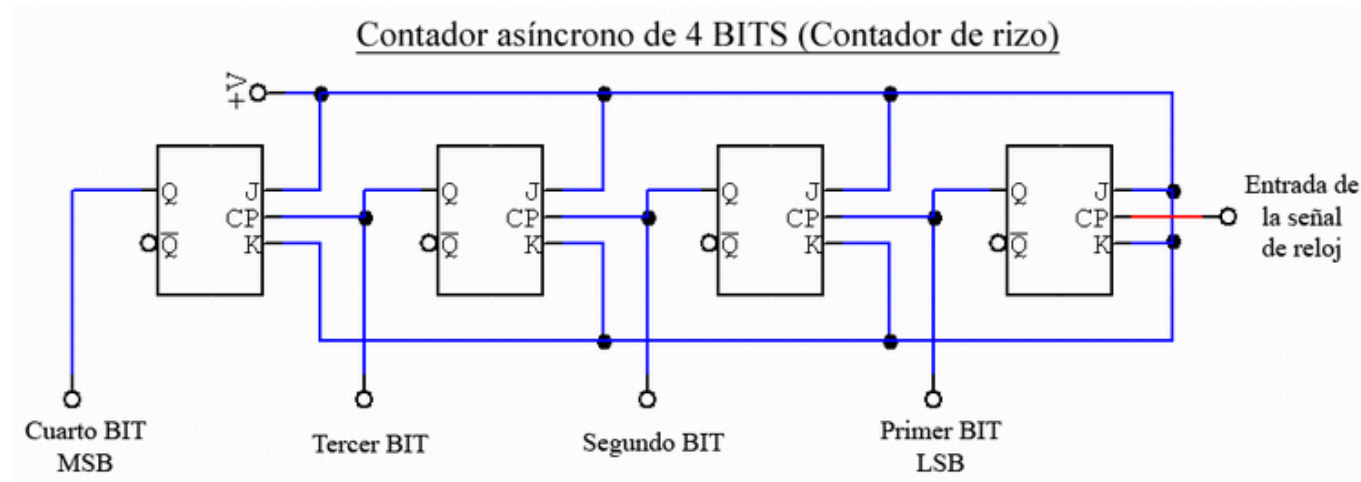 Contador asíncrono de 4 BITS (Contador de rizo)
+V
Q J CP Q̅ K
Q J CP Q̅ K
Q J CP Q̅ K
Q J CP Q̅ K
Entrada de
la señal
de reloj
Cuarto BIT
MSB
Tercer BIT
Segundo BIT
Primer BIT
LSB